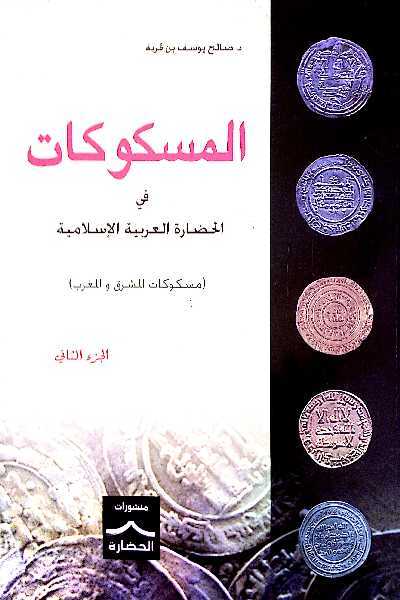 د. صالح يوسف بن قربة
المسكوكات
في
الحضارة العربية الإسلامية
(مسكوكات المشرق و المغرب)
الجزء الثاني
منشورات
الحضارة